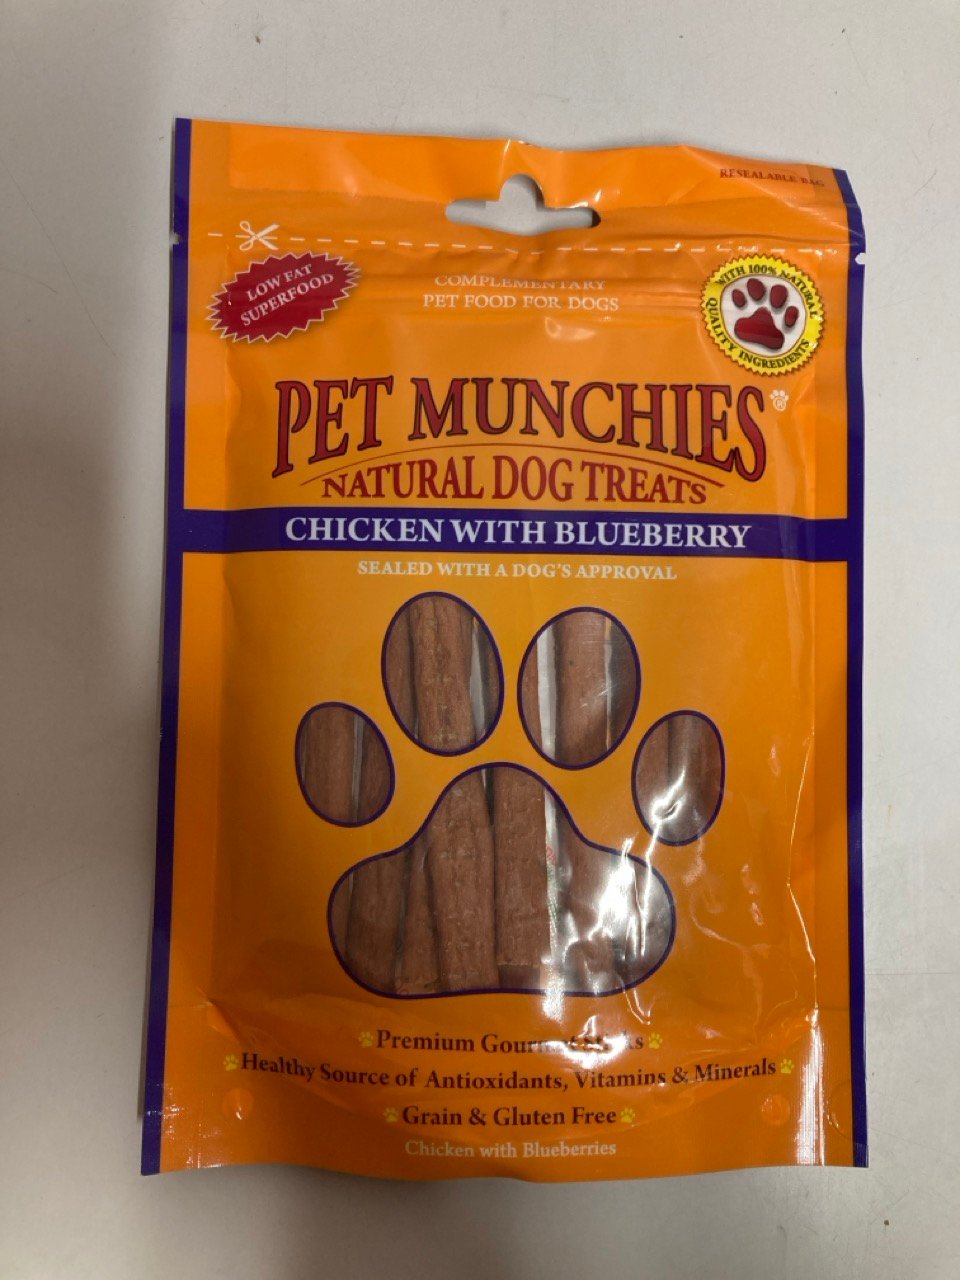 RESEALABLE BAG
LOW FAT
SUPERFOOD
COMPLEMENTARY
PET FOOD FOR DOGS
WITH 100% NATURAL
QUALITY INGREDIENTS
PET MUNCHIES
NATURAL DOG TREATS
CHICKEN WITH BLUEBERRY
SEALED WITH A DOG'S APPROVAL
Premium Gourmet Sticks
Healthy Source of Antioxidants, Vitamins & Minerals
Grain & Gluten Free
Chicken with Blueberries